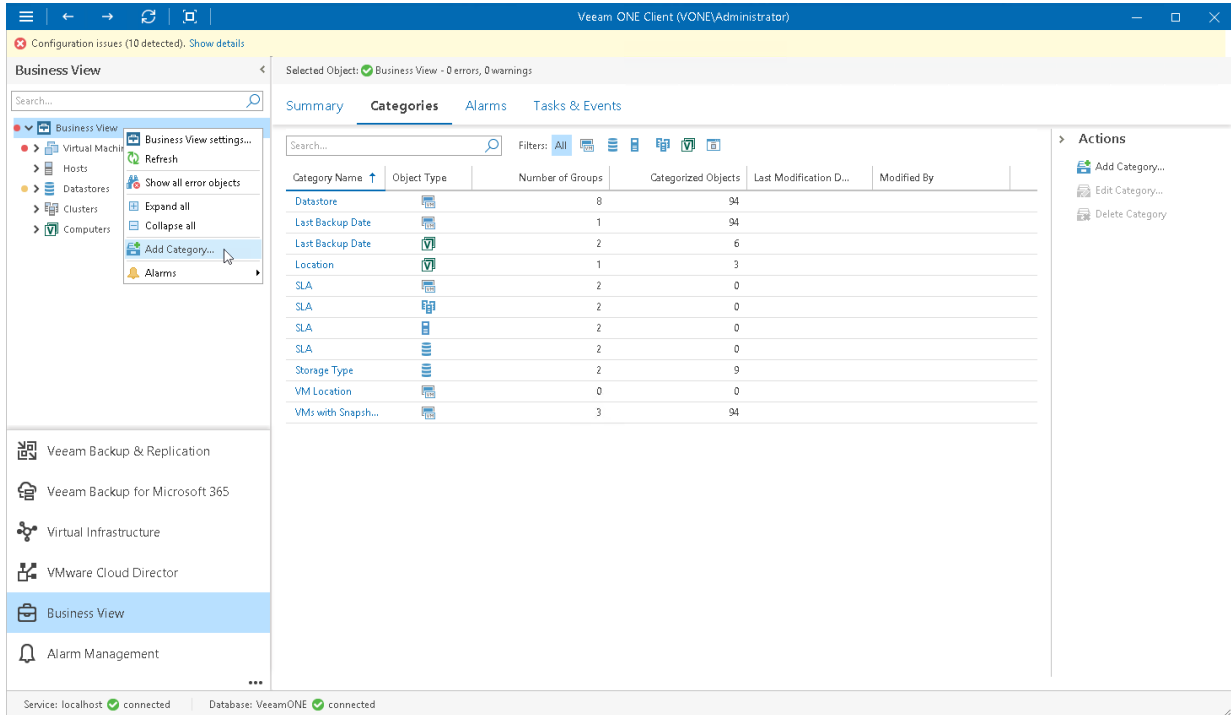 Veeam ONE Client (VONE\Administrator)
Configuration issues (10 detected). Show details
Business View
Search...
Business View
Virtual Machin
Hosts
Datastores
Clusters
Computers
Business View settings...
Refresh
Show all error objects
Expand all
Collapse all
Add Category...
Alarms
Veeam Backup & Replication
Veeam Backup for Microsoft 365
Virtual Infrastructure
VMware Cloud Director
Business View
Alarm Management
Selected Object: Business View - 0 errors, 0 warnings
Summary Categories Alarms Tasks & Events
Search... Filters: All
Category Name Object Type Number of Groups Categorized Objects Last Modification D... Modified By
Datastore 8 94
Last Backup Date 1 94
Last Backup Date 2 6
Location 1 3
SLA 2 0
SLA 2 0
SLA 2 0
SLA 2 0
Storage Type 2 9
VM Location 0 0
VMs with Snapsh... 3 94
Actions
Add Category...
Edit Category...
Delete Category
Service: localhost connected Database: VeeamONE connected